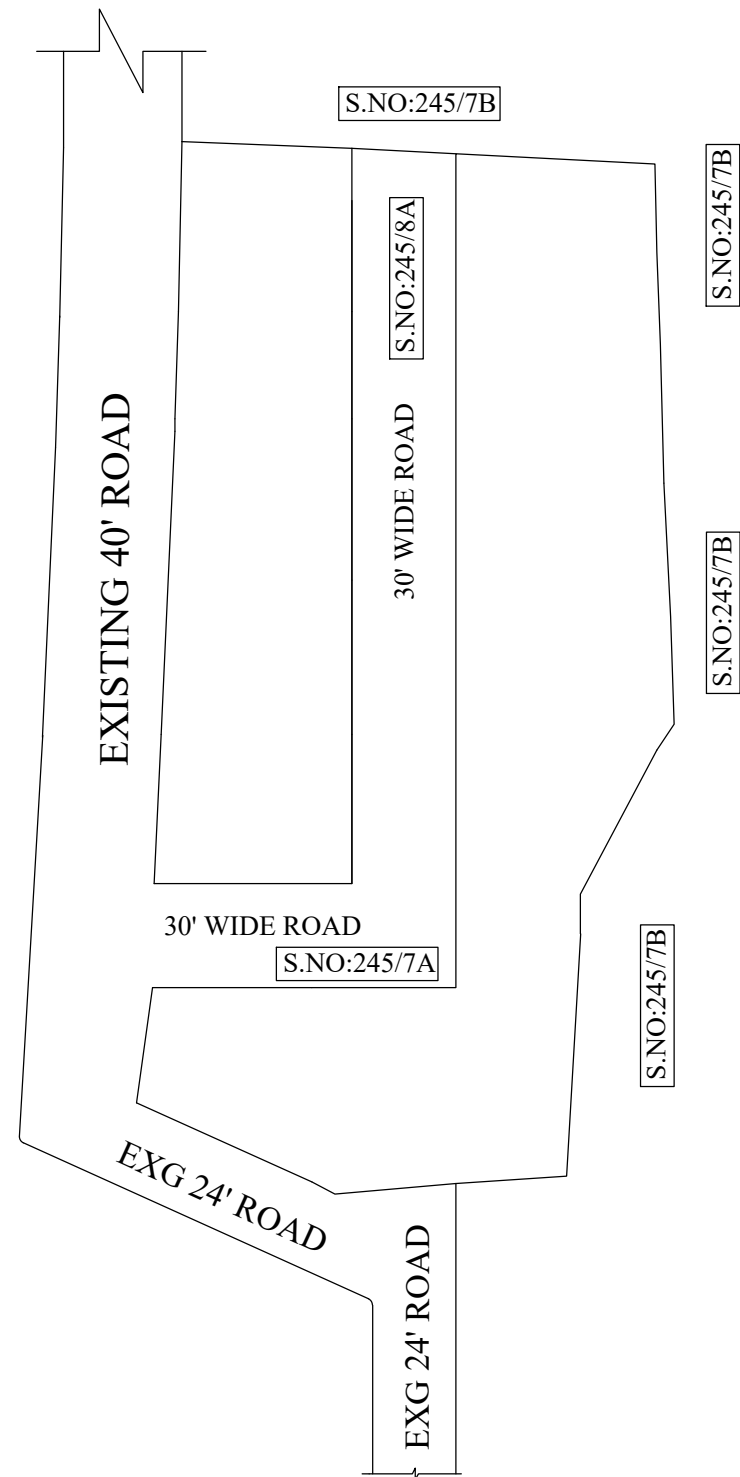 S.NO:245/7B
S.NO:245/7B
S.NO:245/8A
EXISTING 40' ROAD
30' WIDE ROAD
S.NO:245/7B
30' WIDE ROAD
S.NO:245/7A
S.NO:245/7B
EXG 24' ROAD
EXG 24' ROAD